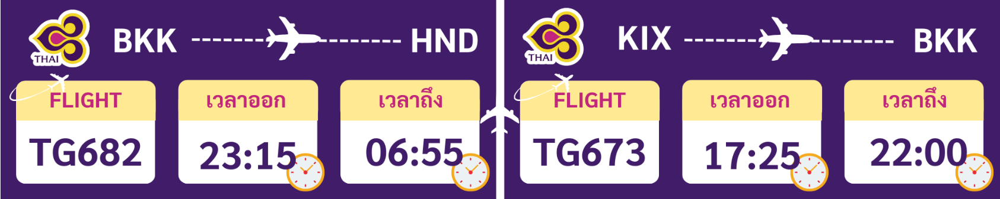 THAI
BKK HND
FLIGHT เวลาออก เวลาถึง
TG682 23:15 06:55
THAI
KIX BKK
FLIGHT เวลาออก เวลาถึง
TG673 17:25 22:00